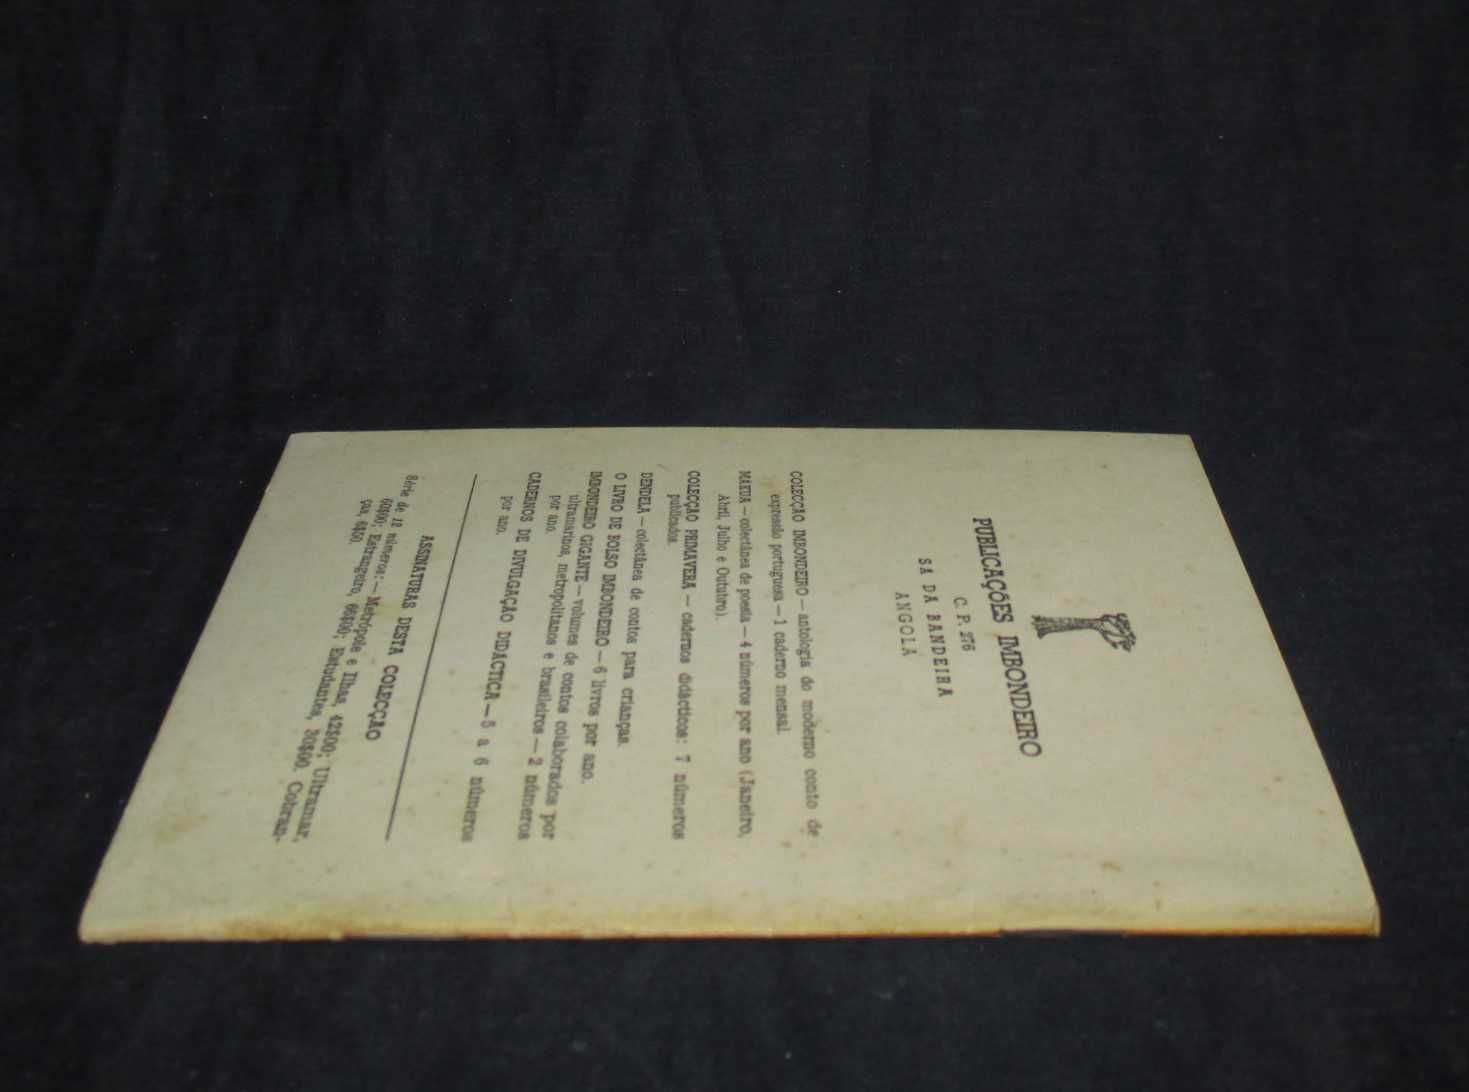 PUBLICAÇÕES IMBONDEIRO
C. P. 276
SÁ DA BANDEIRA
ANGOLA
COLECÇÃO IMBONDEIRO — antologia do moderno conto de
expressão portuguesa — 1 caderno mensal.
MAKUA — colectânea de poesia — 4 números por ano (Janeiro,
Abril, Julho e Outubro).
COLECÇÃO PRIMAVERA — cadernos didácticos: 7 números
publicados.
DENDELA — colectânea de contos para crianças.
O LIVRO DE BOLSO IMBONDEIRO — 6 livros por ano.
IMBONDEIRO GIGANTE — volumes de contos colaborados por
ultramarinos, metropolitanos e brasileiros — 2 números
por ano.
CADERNOS DE DIVULGAÇÃO DIDÁCTICA — 5 a 6 números
por ano.
ASSINATURAS DESTA COLECÇÃO
Série de 12 números: — Metrópole e Ilhas, 42$00; Ultramar,
60$00; Estrangeiro, 66$00; Estudantes, 30$00. Cobran-
ça, 6$50.